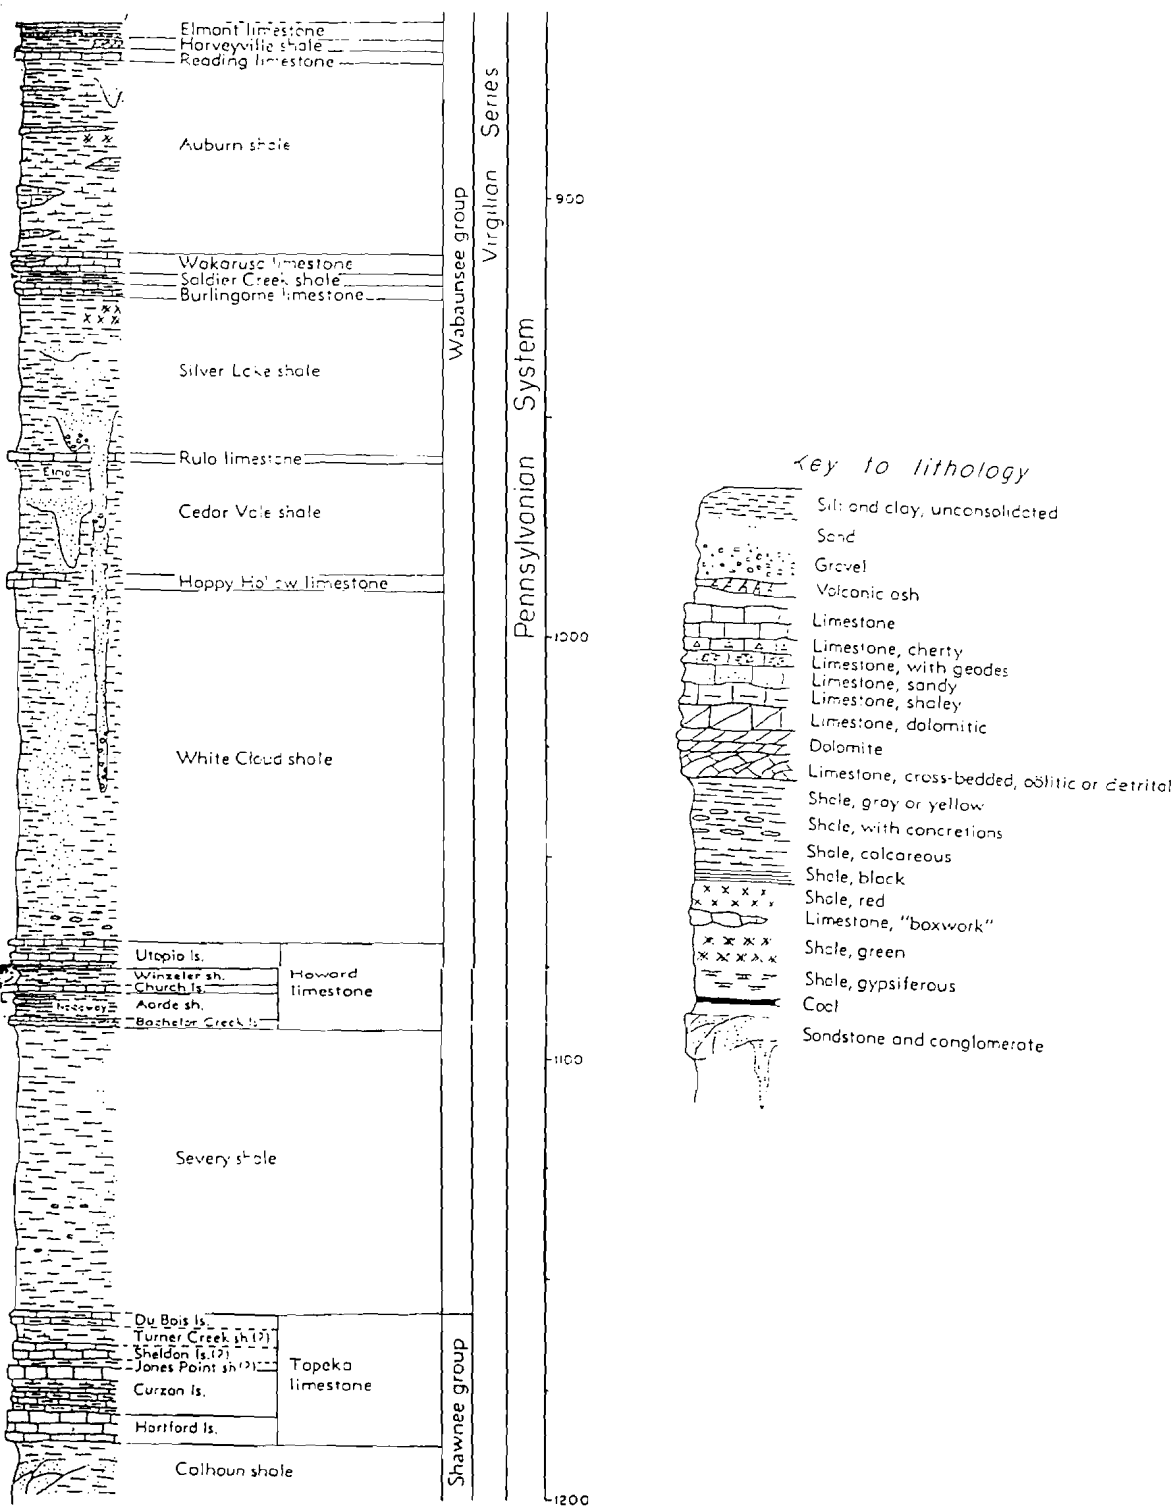 Elmont limestone
Harveyville shale
Reading limestone
Auburn shale
900
Wakarusa limestone
Soldier Creek shale
Burlingame limestone
Silver Lake shale
Rulo limestone
Elmo
Cedar Vale shale
Happy Hollow limestone
1000
White Cloud shale
Utopia ls.
Winzeler sh.
Church ls.
Aarde sh.
Bachelor Creek ls.
Howard
limestone
1100
Severy shale
Du Bois ls.
Turner Creek sh.(?)
Sheldon ls.(?)
Jones Point sh.(?)
Curzon ls.
Hartford ls.
Topeka
limestone
Calhoun shale
1200
Wabaunsee group
Shawnee group
Virgilian Series
Pennsylvanian System
Key to lithology
Silt and clay, unconsolidated
Sand
Gravel
Volcanic ash
Limestone
Limestone, cherty
Limestone, with geodes
Limestone, sandy
Limestone, shaley
Limestone, dolomitic
Dolomite
Limestone, cross-bedded, oölitic or detrital
Shale, gray or yellow
Shale, with concretions
Shale, calcareous
Shale, black
Shale, red
Limestone, "boxwork"
Shale, green
Shale, gypsiferous
Coal
Sandstone and conglomerate